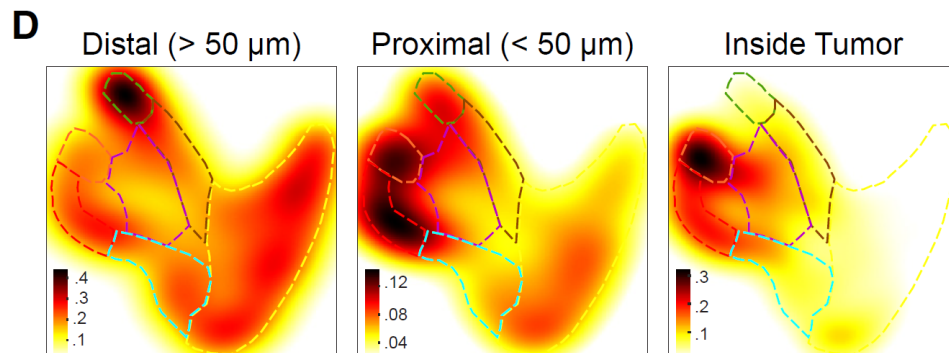 D
Distal (> 50 µm)
Proximal (< 50 µm)
Inside Tumor
.4
.3
.2
.1
.12
.08
.04
.3
.2
.1